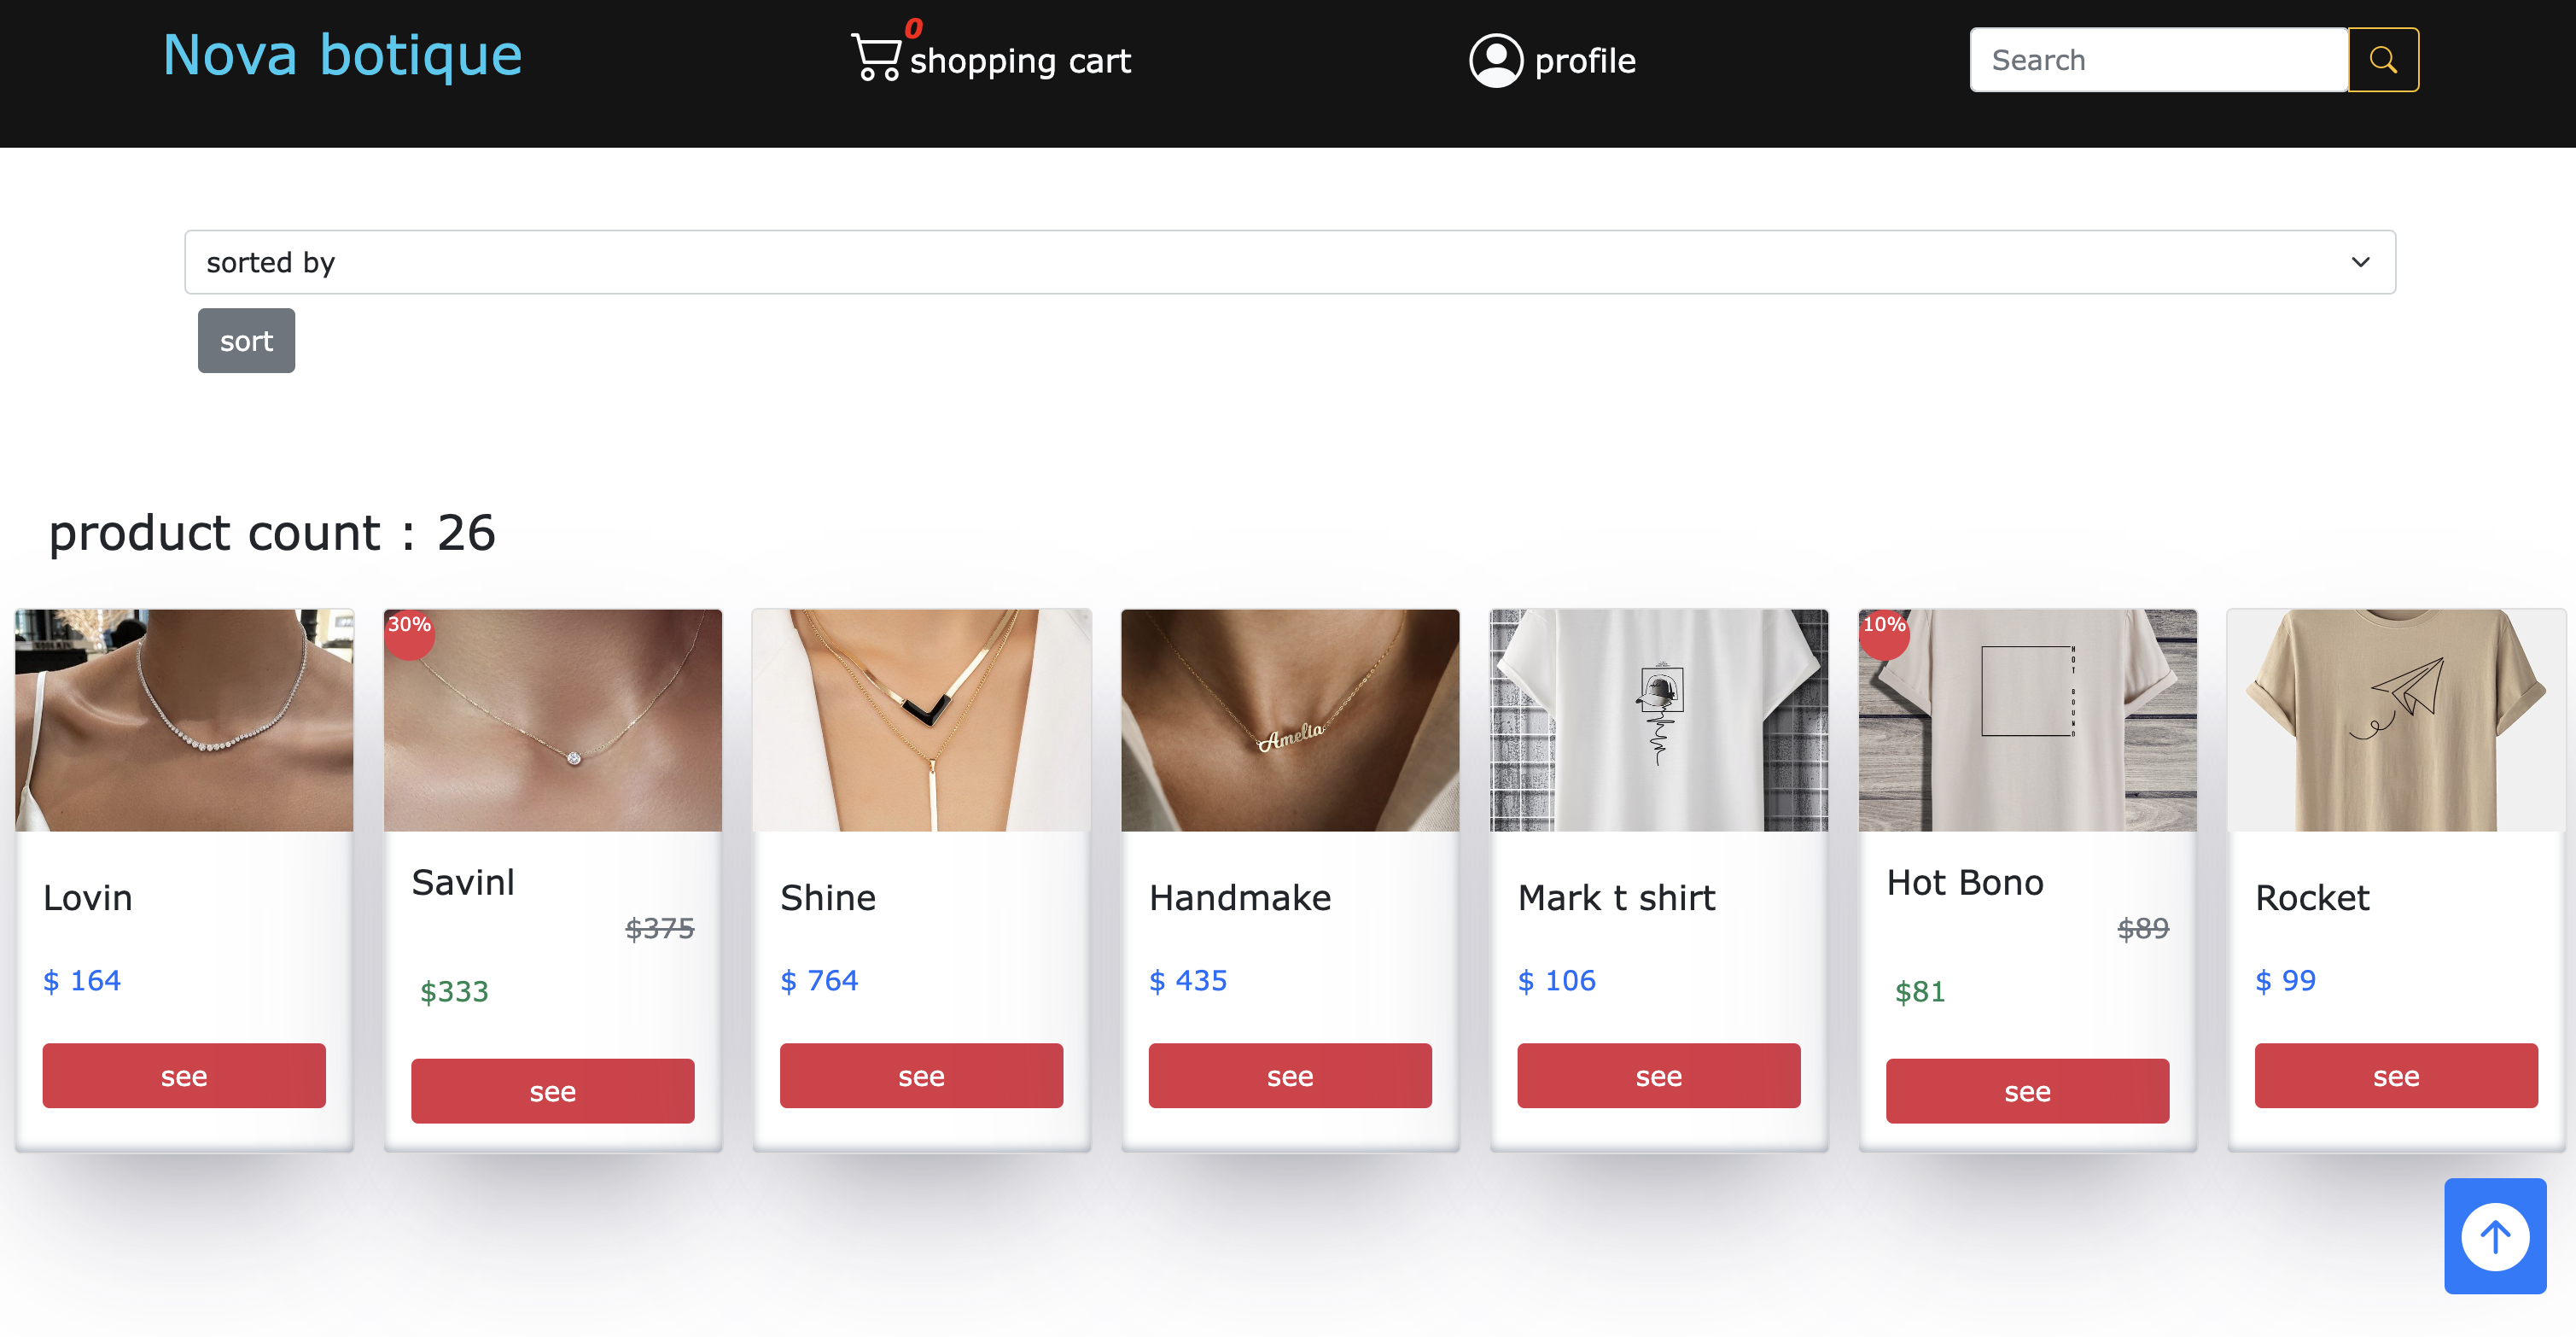 Nova botique
0
shopping cart
profile
Search
sorted by
sort
product count : 26
Lovin
$ 164
see
30%
Savinl
$375
$333
see
Shine
$ 764
see
Amelia
Handmake
$ 435
see
Mark t shirt
$ 106
see
10%
HOT BOUND
Hot Bono
$89
$81
see
Rocket
$ 99
see